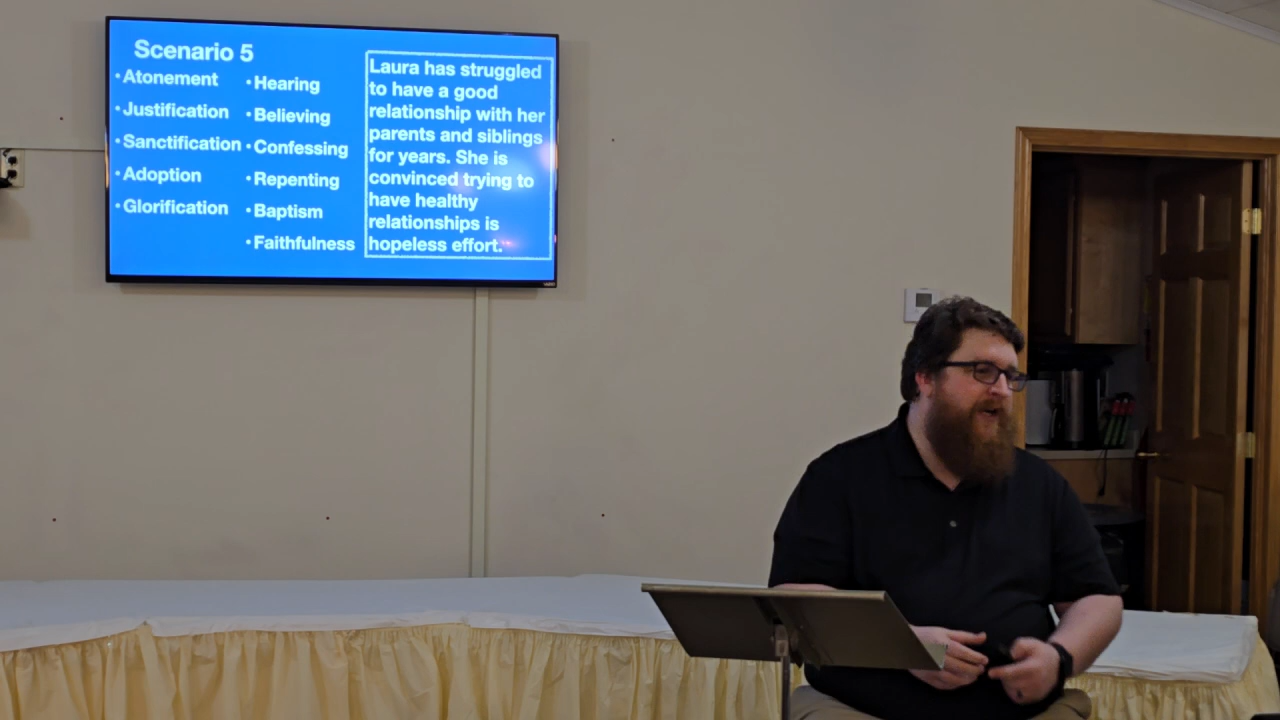 Scenario 5
• Atonement
• Justification
• Sanctification
• Adoption
• Glorification
• Hearing
• Believing
• Confessing
• Repenting
• Baptism
• Faithfulness
Laura has struggled
to have a good
relationship with her
parents and siblings
for years. She is
convinced trying to
have healthy
relationships is
hopeless effort.